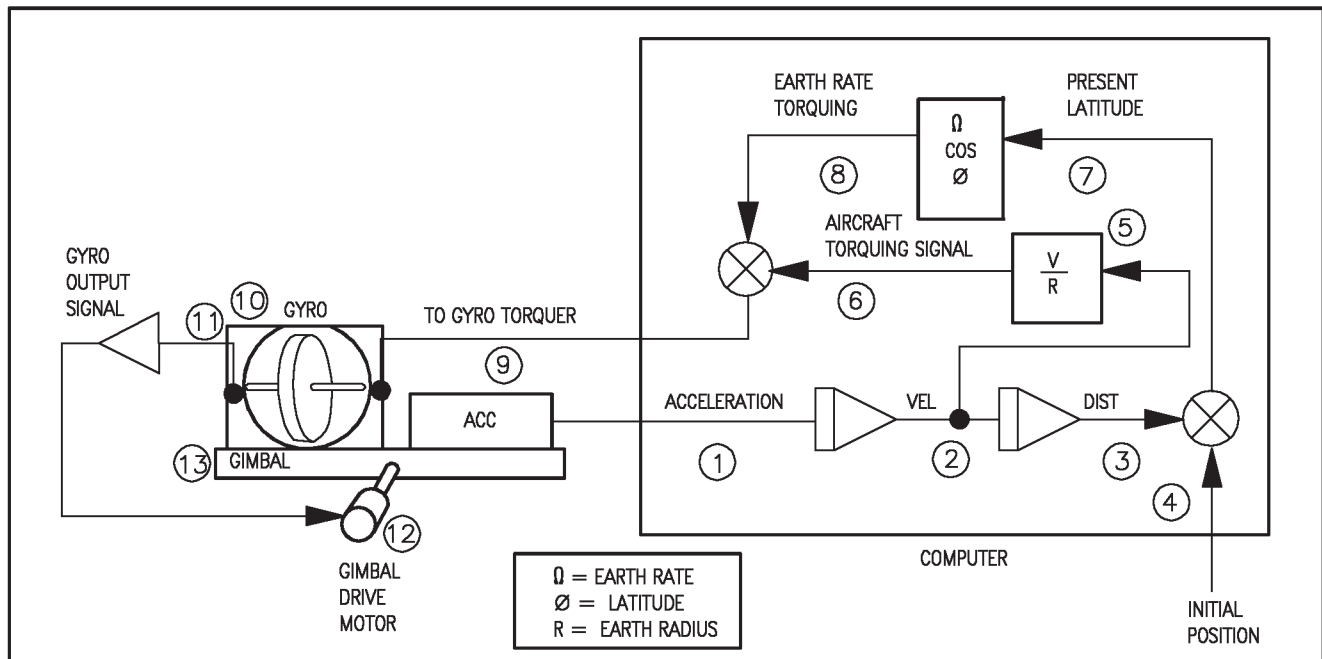 EARTH RATE
TORQUING
PRESENT
LATITUDE
Ω
COS
Ø
8
7
5
AIRCRAFT
TORQUING SIGNAL
V
R
6
GYRO
OUTPUT
SIGNAL
10
11
GYRO
TO GYRO TORQUER
9
ACC
ACCELERATION
VEL
DIST
1
2
3
4
13
GIMBAL
12
GIMBAL
DRIVE
MOTOR
COMPUTER
Ω = EARTH RATE
Ø = LATITUDE
R = EARTH RADIUS
INITIAL
POSITION